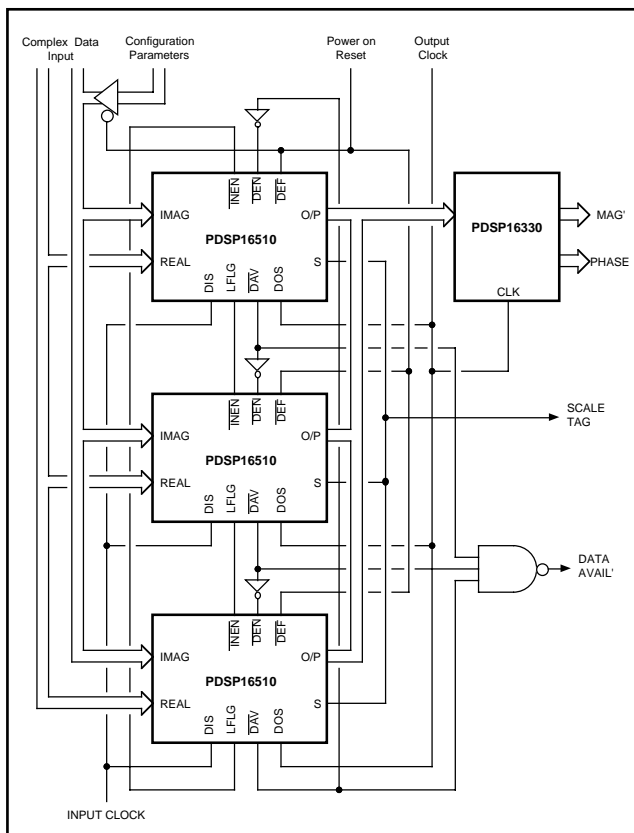 Complex Data
Input
Configuration
Parameters
Power on
Reset
Output
Clock
INEN
DEN
DEF
IMAG
O/P
PDSP16510
REAL
S
DIS
LFLG
DAV
DOS
PDSP16330
MAG'
PHASE
CLK
INEN
DEN
DEF
IMAG
O/P
PDSP16510
REAL
S
DIS
LFLG
DAV
DOS
SCALE
TAG
DATA
AVAIL'
INEN
DEN
DEF
IMAG
O/P
PDSP16510
REAL
S
DIS
LFLG
DAV
DOS
INPUT CLOCK